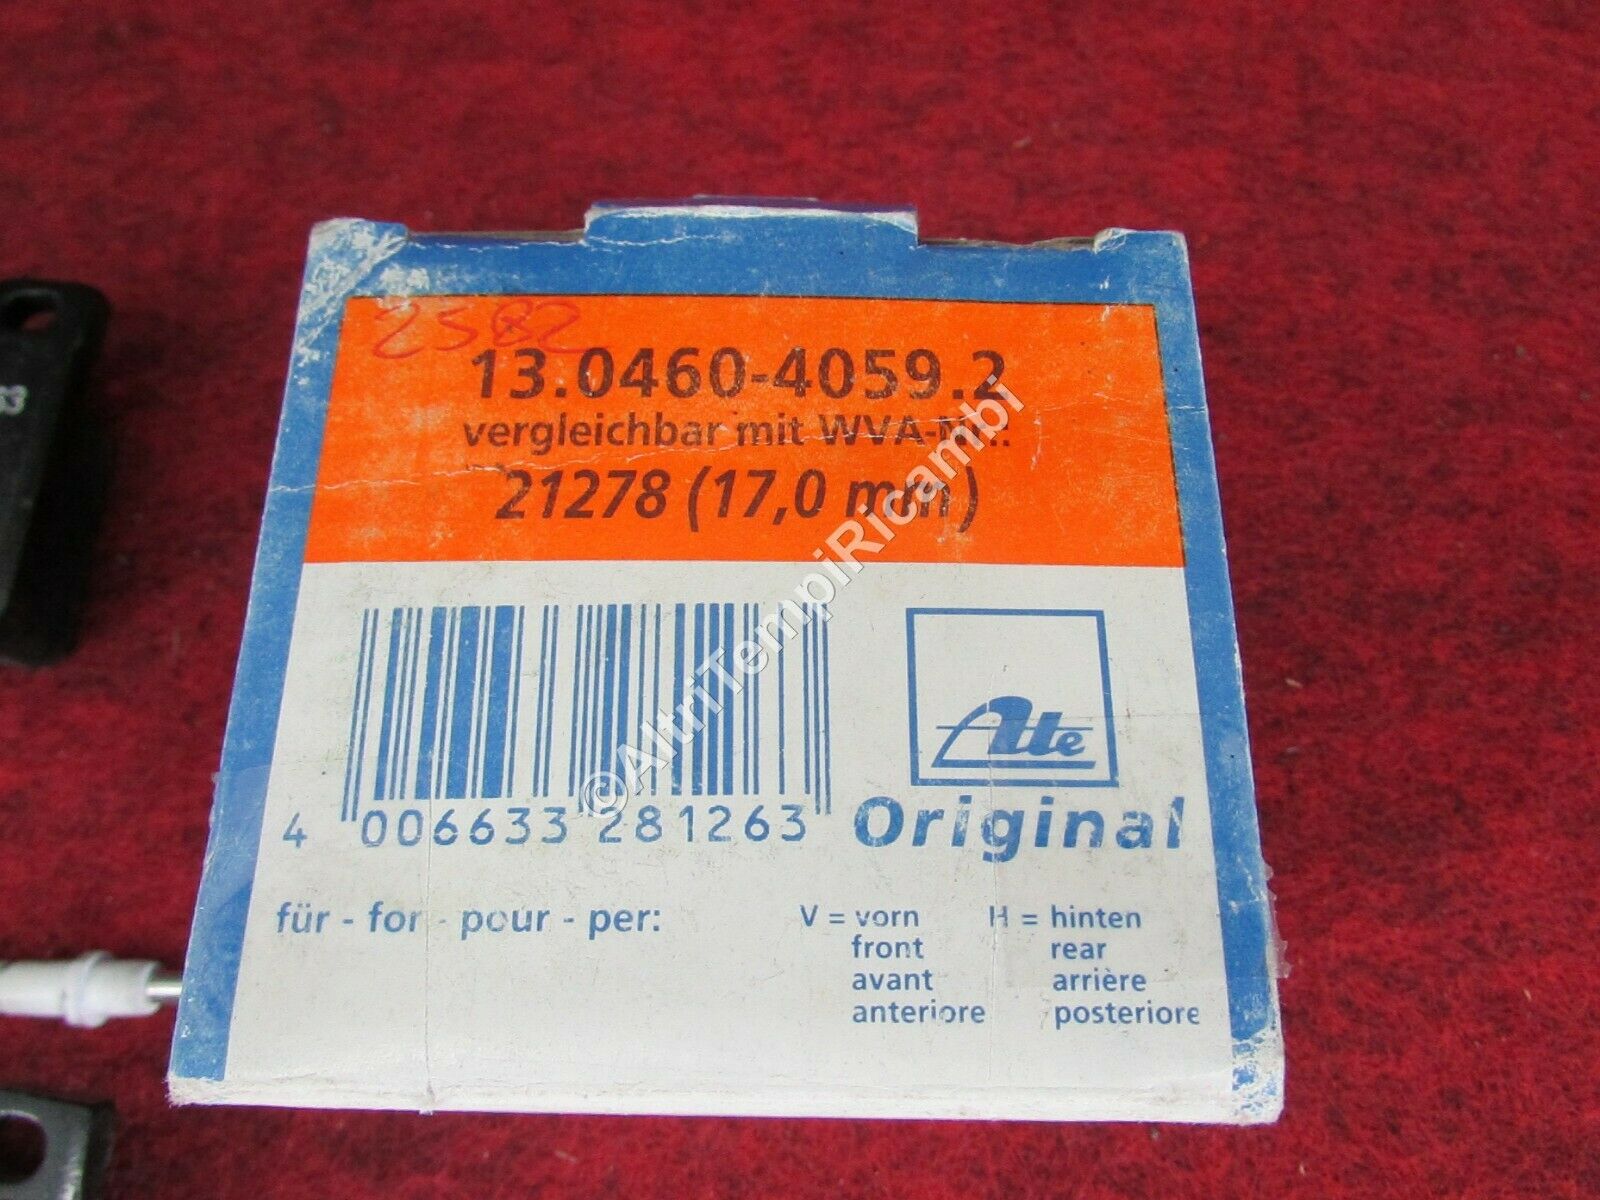 2582
13.0460-4059.2
vergleichbar mit WVA-Nr.:
21278 (17,0 mm)
©AltriTempiRicambi
Ate
4 006633 281263
Original
für - for - pour - per:
V = vorn
front
avant
anteriore
H = hinten
rear
arrière
posteriore